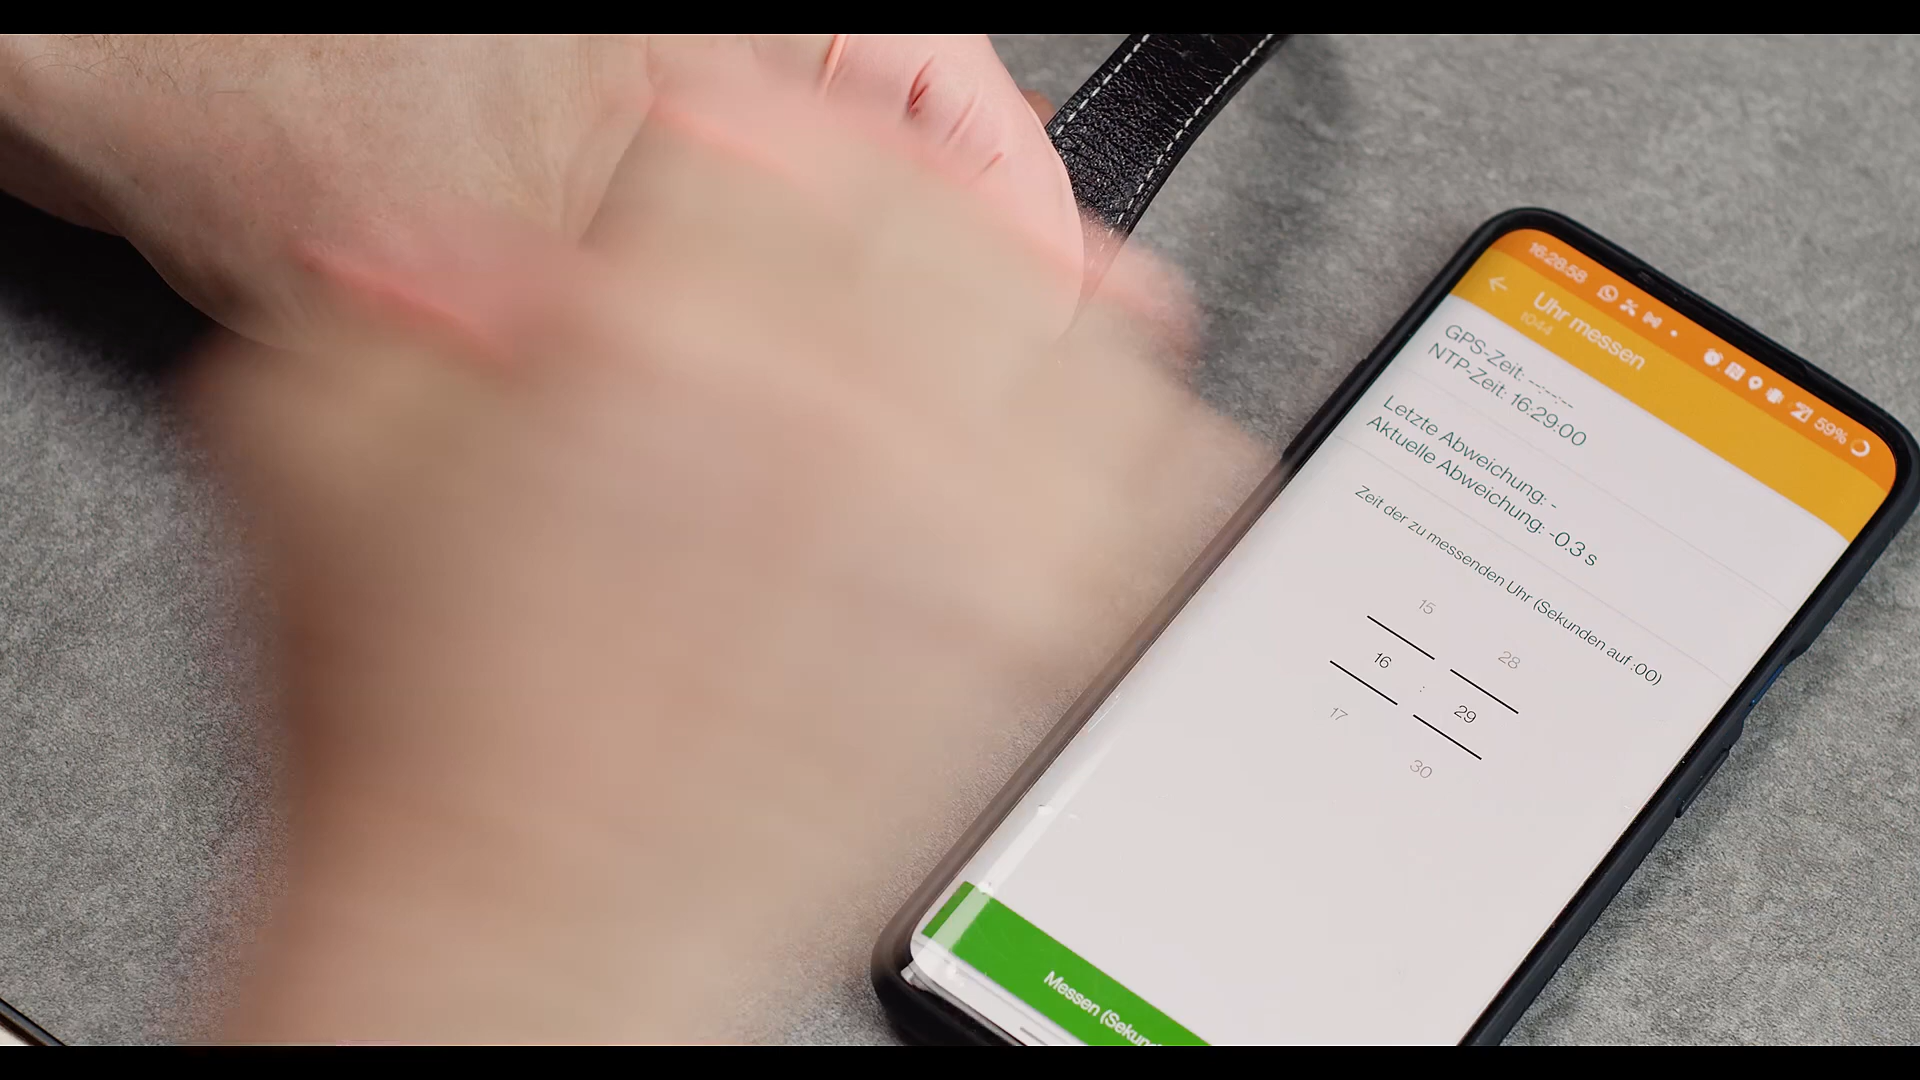 16:28:58
59%
Uhr messen
GPS-Zeit: --:--:--
NTP-Zeit: 16:29:00
Letzte Abweichung: -
Aktuelle Abweichung: -0.3 s
Zeit der zu messenden Uhr (Sekunden auf :00)
15 28
16 : 29
17 30
Messen